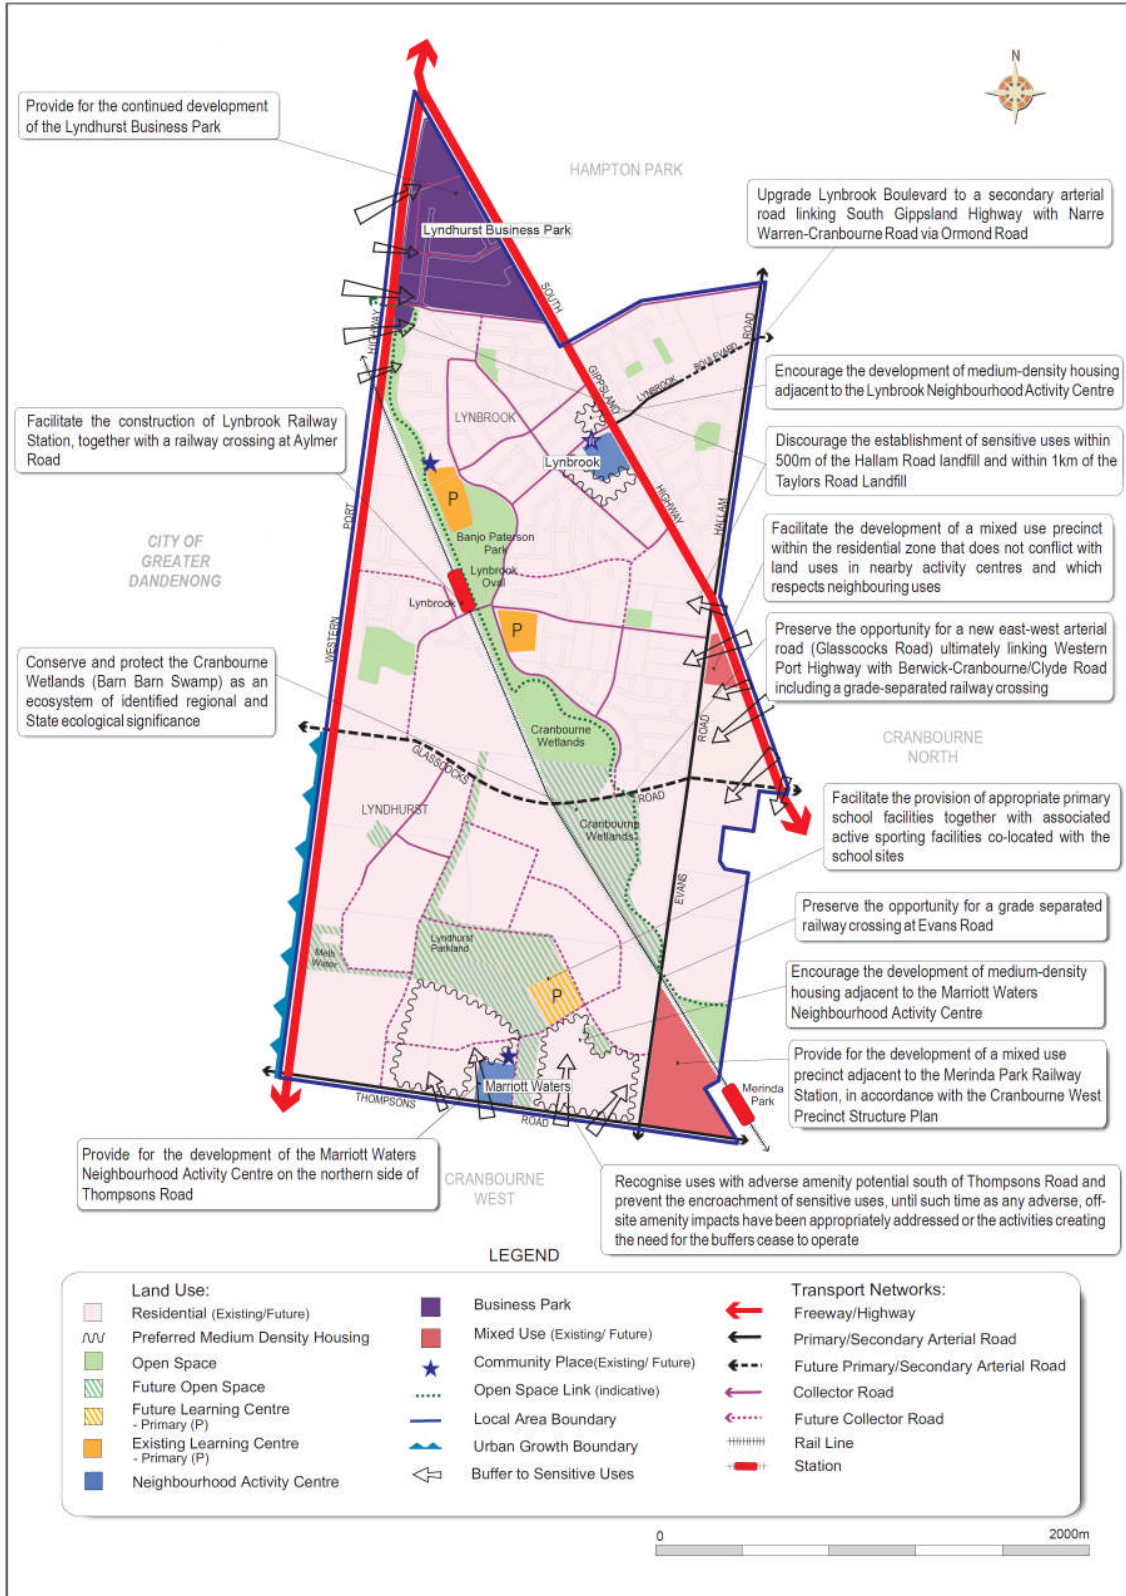 N
Provide for the continued development
of the Lyndhurst Business Park
HAMPTON PARK
Upgrade Lynbrook Boulevard to a secondary arterial
road linking South Gippsland Highway with Narre
Warren-Cranbourne Road via Ormond Road
Lyndhurst Business Park
SOUTH
HIGHWAY
ROAD
GIPPSLAND
LYNBROOK
BOULEVARD
Encourage the development of medium-density housing
adjacent to the Lynbrook Neighbourhood Activity Centre
Facilitate the construction of Lynbrook Railway
Station, together with a railway crossing at Aylmer
Road
LYNBROOK
Lynbrook
Discourage the establishment of sensitive uses within
500m of the Hallam Road landfill and within 1km of the
Taylors Road Landfill
P
HIGHWAY
HALLAM
PORT
CITY OF
GREATER
DANDENONG
Banjo Paterson
Park
Lynbrook
Oval
Lynbrook
Facilitate the development of a mixed use precinct
within the residential zone that does not conflict with
land uses in nearby activity centres and which
respects neighbouring uses
P
WESTERN
Preserve the opportunity for a new east-west arterial
road (Glasscocks Road) ultimately linking Western
Port Highway with Berwick-Cranbourne/Clyde Road
including a grade-separated railway crossing
Conserve and protect the Cranbourne
Wetlands (Barn Barn Swamp) as an
ecosystem of identified regional and
State ecological significance
Cranbourne
Wetlands
ROAD
CRANBOURNE
NORTH
GLASSCOCKS
ROAD
LYNDHURST
Cranbourne
Wetlands
Facilitate the provision of appropriate primary
school facilities together with associated
active sporting facilities co-located with the
school sites
EVANS
Preserve the opportunity for a grade separated
railway crossing at Evans Road
Lyndhurst
Parkland
Melb
Water
P
Encourage the development of medium-density
housing adjacent to the Marriott Waters
Neighbourhood Activity Centre
Marriott Waters
Merinda
Park
Provide for the development of a mixed use
precinct adjacent to the Merinda Park Railway
Station, in accordance with the Cranbourne West
Precinct Structure Plan
THOMPSONS
ROAD
Provide for the development of the Marriott Waters
Neighbourhood Activity Centre on the northern side of
Thompsons Road
CRANBOURNE
WEST
Recognise uses with adverse amenity potential south of Thompsons Road and
prevent the encroachment of sensitive uses, until such time as any adverse, off-
site amenity impacts have been appropriately addressed or the activities creating
the need for the buffers cease to operate
LEGEND
Land Use:
Residential (Existing/Future)
Preferred Medium Density Housing
Open Space
Future Open Space
Future Learning Centre
- Primary (P)
Existing Learning Centre
- Primary (P)
Neighbourhood Activity Centre
Business Park
Mixed Use (Existing/ Future)
Community Place(Existing/ Future)
Open Space Link (indicative)
Local Area Boundary
Urban Growth Boundary
Buffer to Sensitive Uses
Transport Networks:
Freeway/Highway
Primary/Secondary Arterial Road
Future Primary/Secondary Arterial Road
Collector Road
Future Collector Road
Rail Line
Station
0
2000m